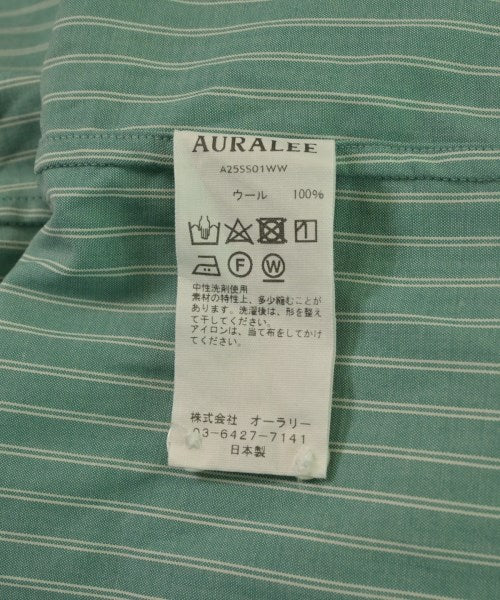 AURALEE
A25SS01WW
ウール 100%
F W
中性洗剤使用
素材の特性上、多少縮むことが
あります。洗濯後は、形を整え
て干してください。
アイロンは、当て布をしてかけ
てください。
株式会社 オーラリー
03-6427-7141
日本製